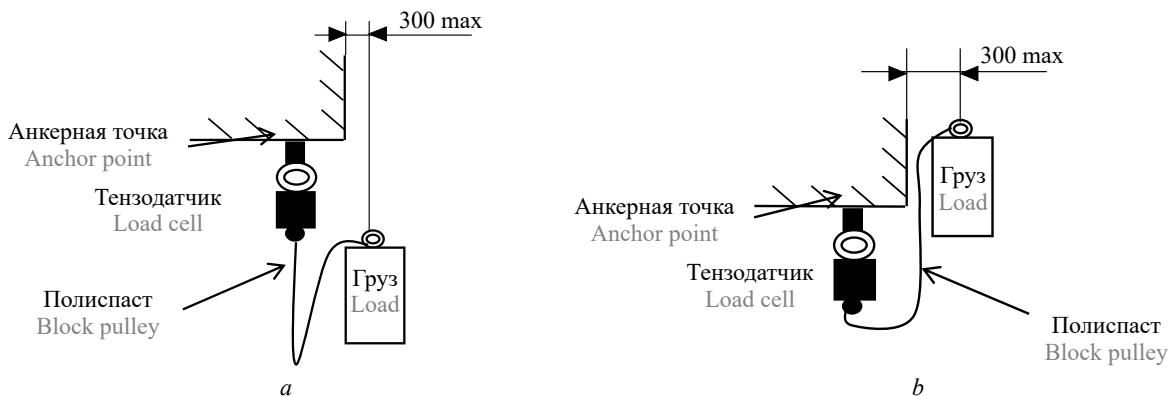 300 max
Анкерная точка
Anchor point
Тензодатчик
Load cell
Груз
Load
Полиспаст
Block pulley
a
300 max
Груз
Load
Анкерная точка
Anchor point
Тензодатчик
Load cell
Полиспаст
Block pulley
b